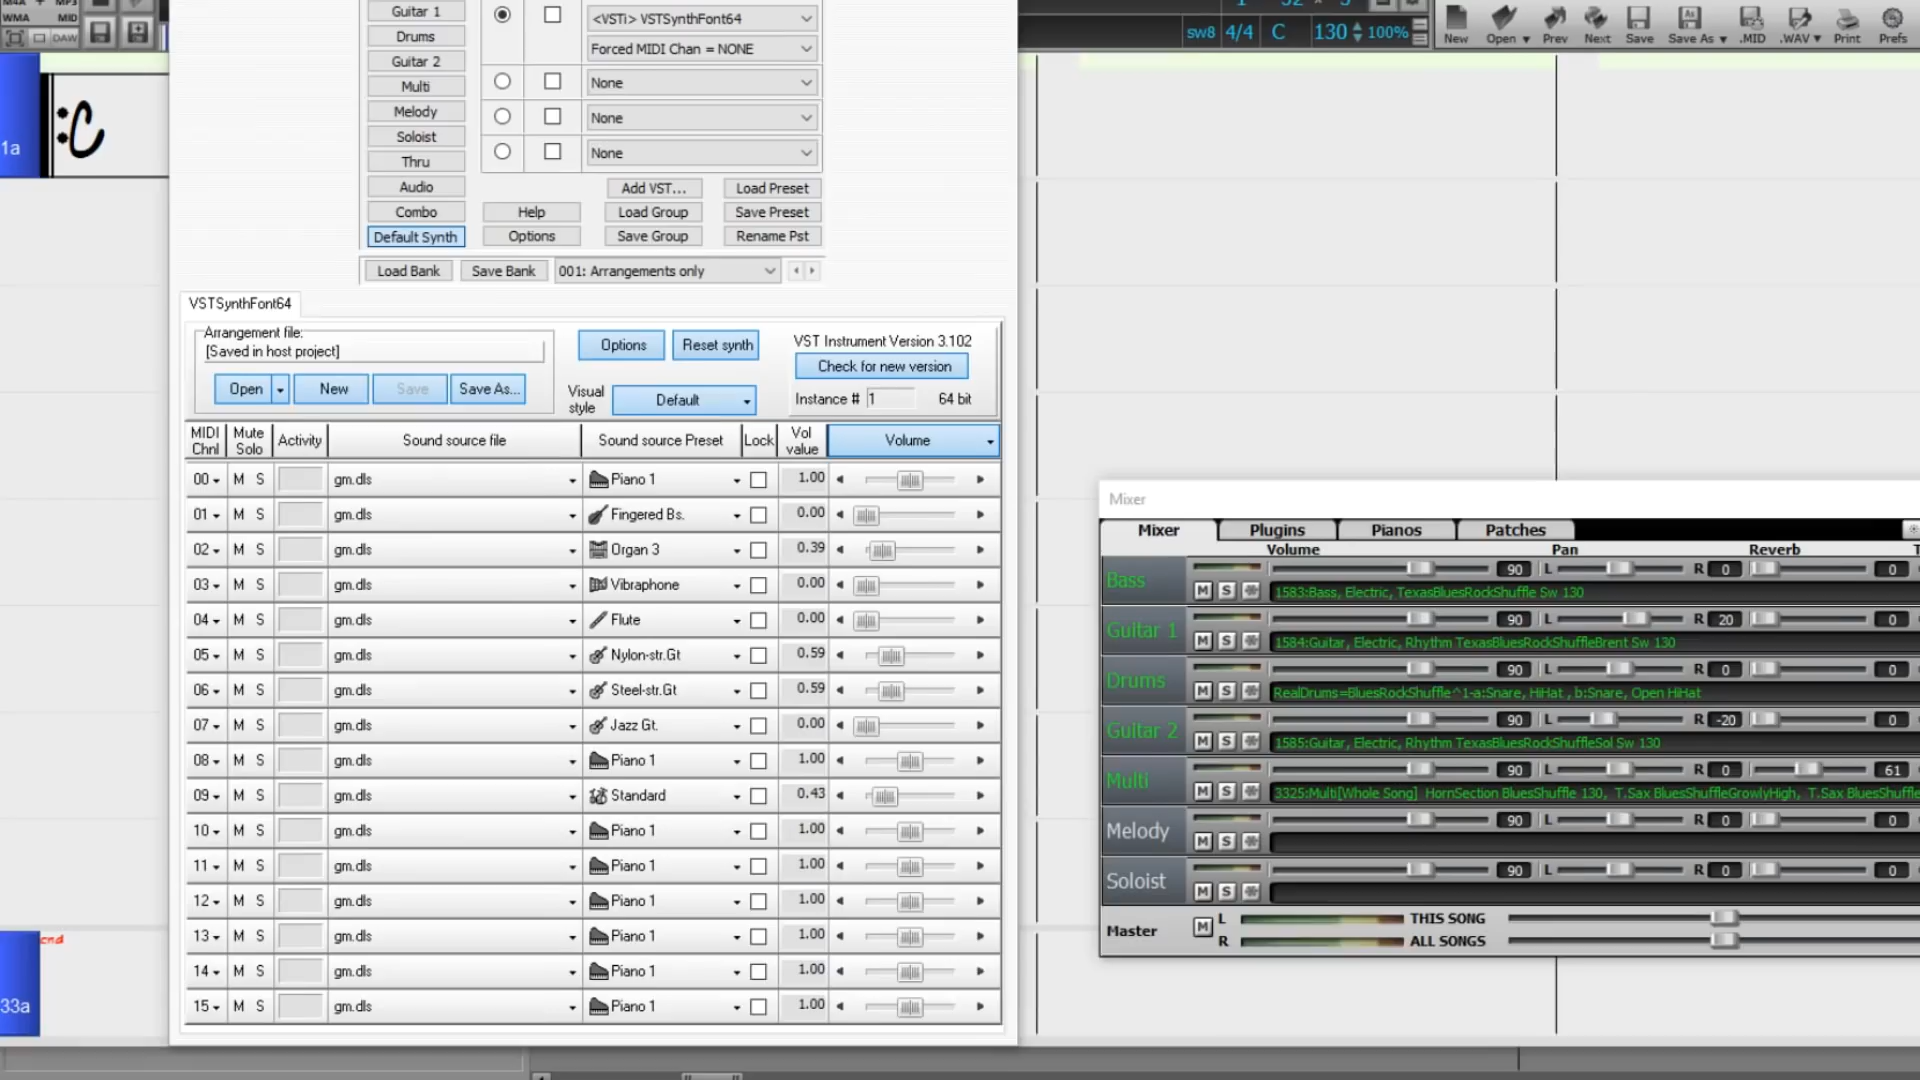 M4A MP3
WMA MID
DAW
Guitar 1
Drums
Guitar 2
Multi
Melody
Soloist
Thru
Audio
Combo
Default Synth
<VSTi> VSTSynthFont64
Forced MIDI Chan = NONE
None
None
None
Add VST... Load Preset
Help Load Group Save Preset
Options Save Group Rename Pst
Load Bank Save Bank 001: Arrangements only
sw8 4/4 C 130 100%
New Open Prev Next Save Save As .MID .WAV Print Prefs
1a
VSTSynthFont64
Arrangement file:
[Saved in host project]
Open New Save Save As...
Options Reset synth
Visual style Default
VST Instrument Version 3.102
Check for new version
Instance # 1 64 bit
MIDI Chnl Mute Solo Activity Sound source file Sound source Preset Lock Vol value Volume
00 M S gm.dls Piano 1 1.00
01 M S gm.dls Fingered Bs. 0.00
02 M S gm.dls Organ 3 0.39
03 M S gm.dls Vibraphone 0.00
04 M S gm.dls Flute 0.00
05 M S gm.dls Nylon-str.Gt 0.59
06 M S gm.dls Steel-str.Gt 0.59
07 M S gm.dls Jazz Gt. 0.00
08 M S gm.dls Piano 1 1.00
09 M S gm.dls Standard 0.43
10 M S gm.dls Piano 1 1.00
11 M S gm.dls Piano 1 1.00
12 M S gm.dls Piano 1 1.00
13 M S gm.dls Piano 1 1.00
14 M S gm.dls Piano 1 1.00
15 M S gm.dls Piano 1 1.00
end
33a
Mixer
Mixer Plugins Pianos Patches
Volume Pan Reverb T
Bass 90 L R 0 0
M S 1583:Bass, Electric, TexasBluesRockShuffle Sw 130
Guitar 1 90 L R 20 0
M S 1584:Guitar, Electric, Rhythm TexasBluesRockShuffleBrent Sw 130
Drums 90 L R 0 0
M S RealDrums=BluesRockShuffle^1-a:Snare, HiHat , b:Snare, Open HiHat
Guitar 2 90 L R -20 0
M S 1585:Guitar, Electric, Rhythm TexasBluesRockShuffleSol Sw 130
Multi 90 L R 0 61
M S 3325:Multi[Whole Song] HornSection BluesShuffle 130, T.Sax BluesShuffleGrowlyHigh, T.Sax BluesShuffle
Melody 90 L R 0 0
M S
Soloist 90 L R 0 0
M S
Master M L THIS SONG
R ALL SONGS